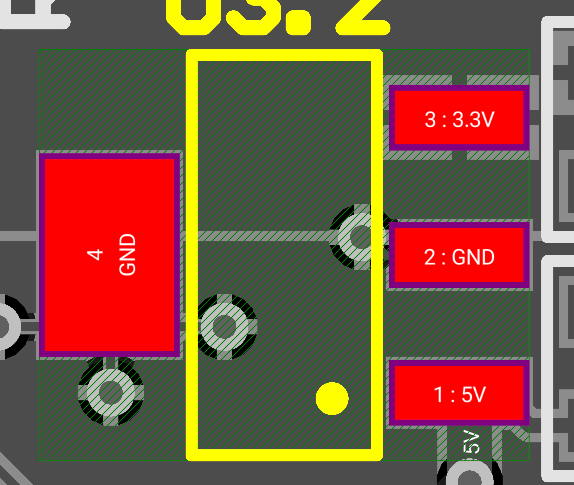 U3.2
3 : 3.3V
4
GND
2 : GND
1 : 5V
5V